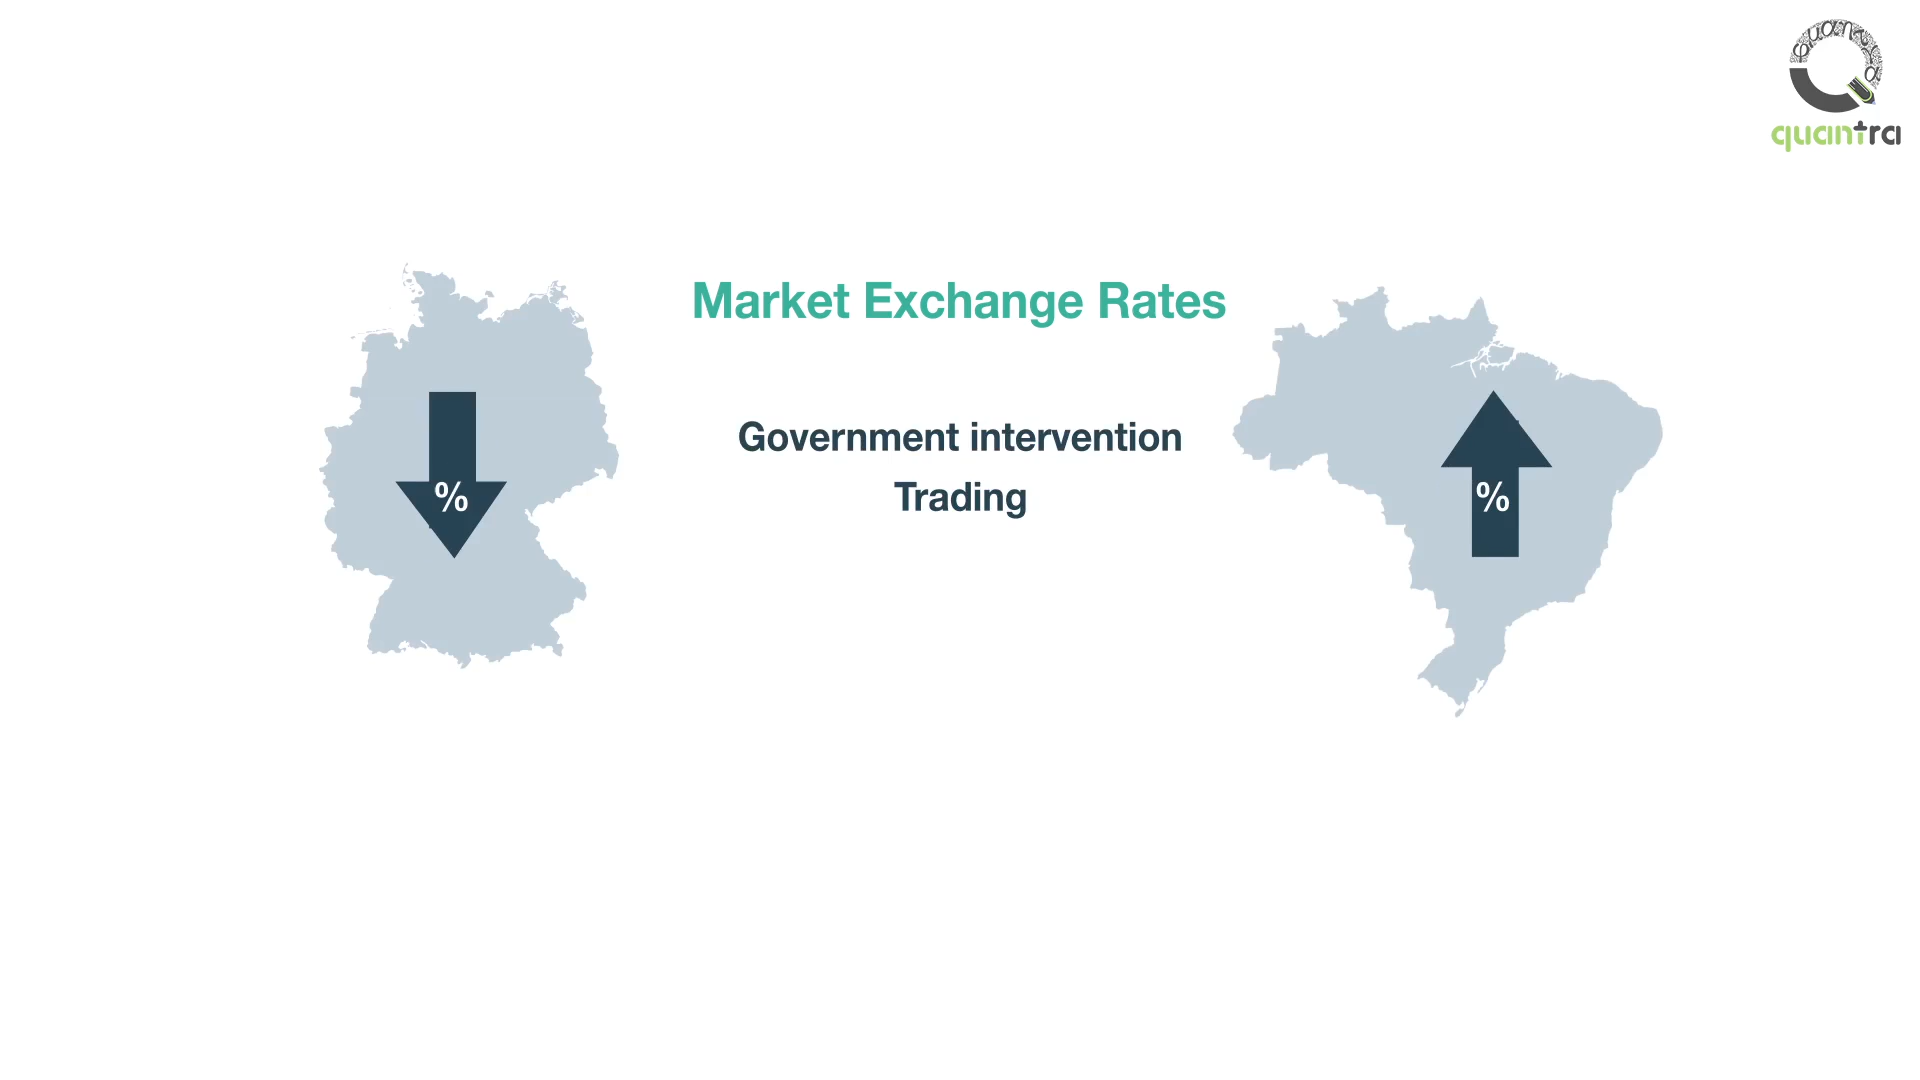 quantra
Market Exchange Rates
Government intervention
Trading
%
%